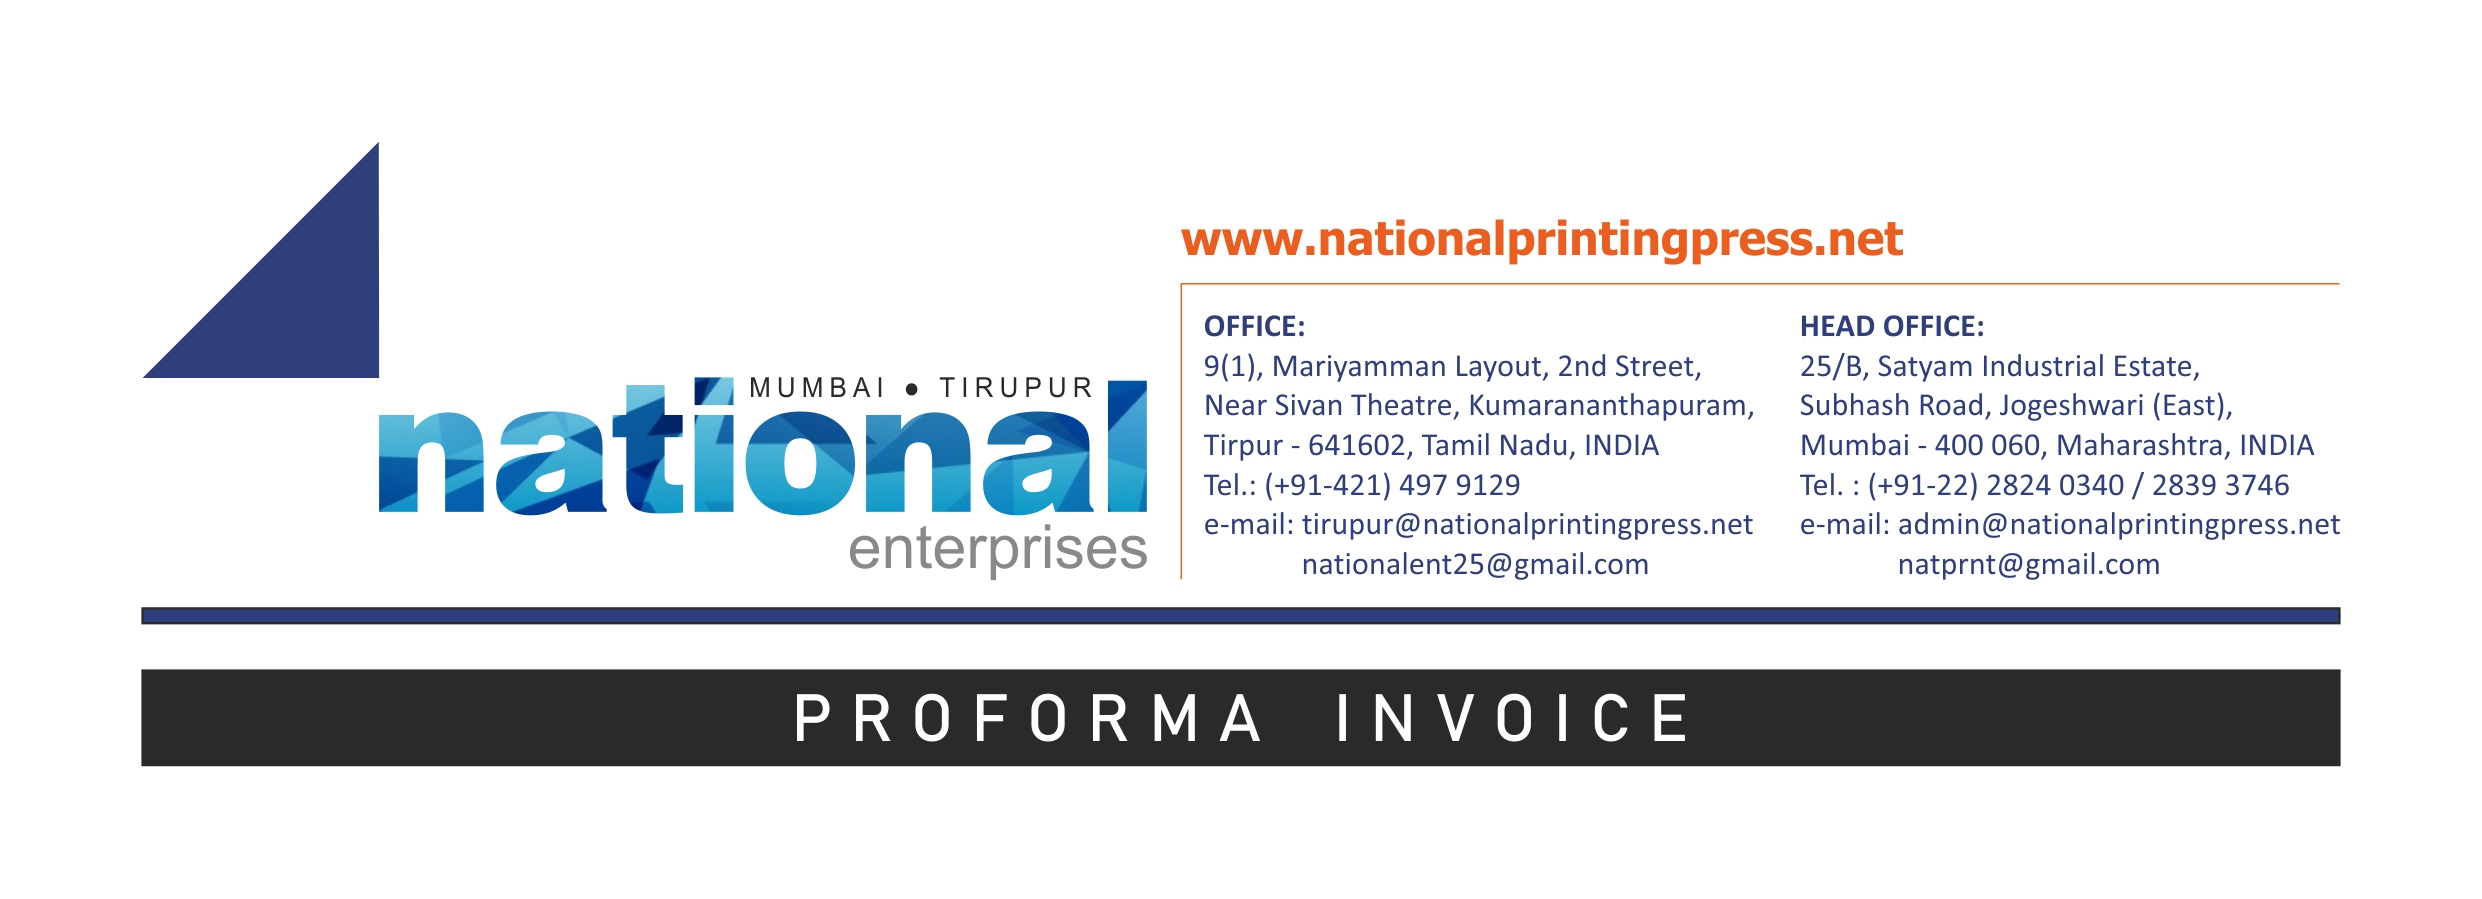 MUMBAI ● TIRUPUR
national
enterprises
www.nationalprintingpress.net
OFFICE:
9(1), Mariyamman Layout, 2nd Street,
Near Sivan Theatre, Kumarananthapuram,
Tirpur - 641602, Tamil Nadu, INDIA
Tel.: (+91-421) 497 9129
e-mail: tirupur@nationalprintingpress.net
nationalent25@gmail.com
HEAD OFFICE:
25/B, Satyam Industrial Estate,
Subhash Road, Jogeshwari (East),
Mumbai - 400 060, Maharashtra, INDIA
Tel. : (+91-22) 2824 0340 / 2839 3746
e-mail: admin@nationalprintingpress.net
natprnt@gmail.com
PROFORMA INVOICE